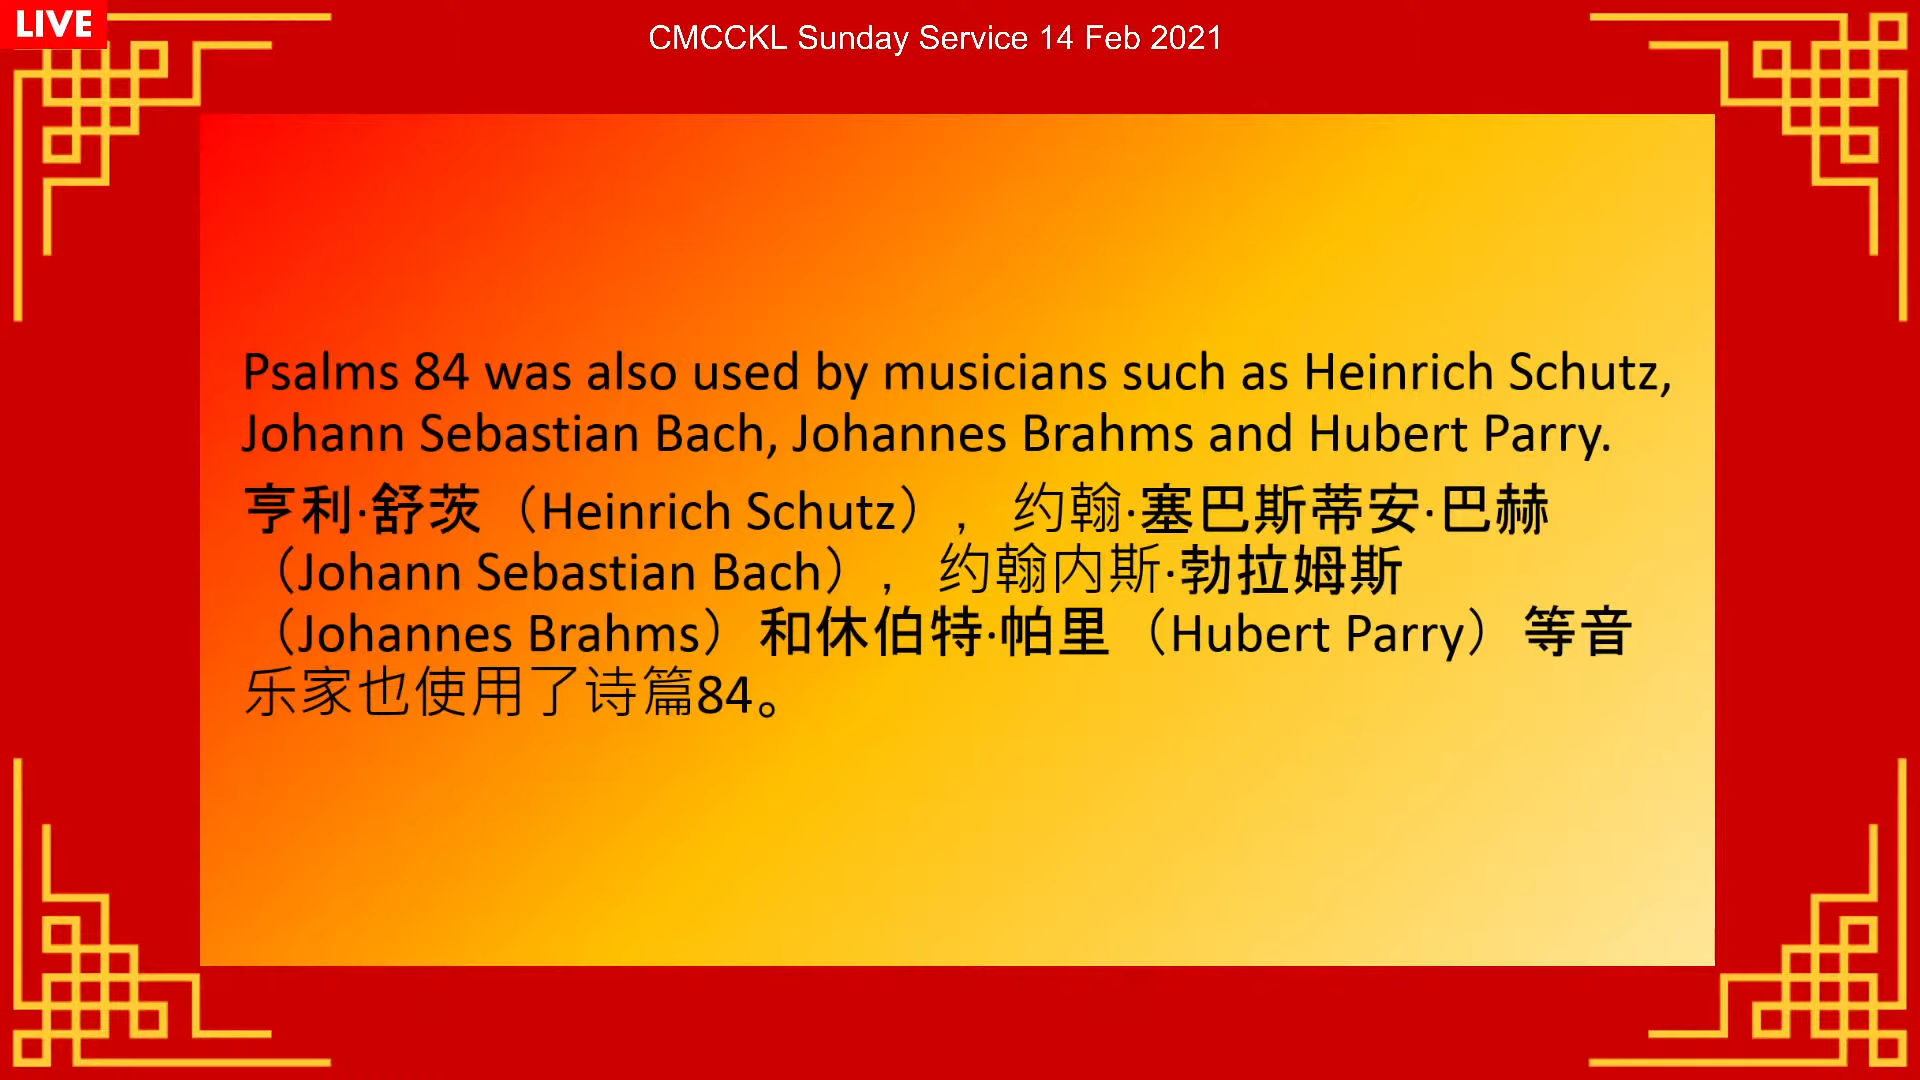 LIVE
CMCCKL Sunday Service 14 Feb 2021
Psalms 84 was also used by musicians such as Heinrich Schutz,
Johann Sebastian Bach, Johannes Brahms and Hubert Parry.
亨利·舒茨（Heinrich Schutz），约翰·塞巴斯蒂安·巴赫
（Johann Sebastian Bach），约翰内斯·勃拉姆斯
（Johannes Brahms）和休伯特·帕里（Hubert Parry）等音
乐家也使用了诗篇84。